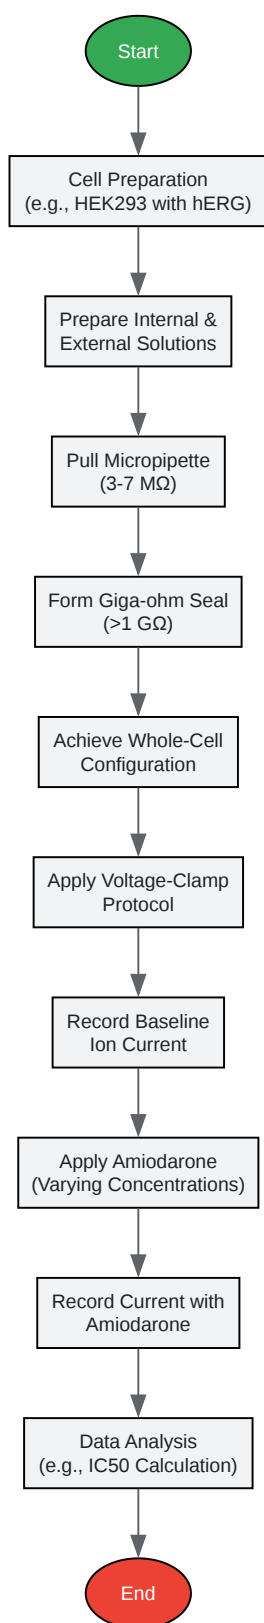 Start
Cell Preparation
(e.g., HEK293 with hERG)
Prepare Internal &
External Solutions
Pull Micropipette
(3-7 MΩ)
Form Giga-ohm Seal
(>1 GΩ)
Achieve Whole-Cell
Configuration
Apply Voltage-Clamp
Protocol
Record Baseline
Ion Current
Apply Amiodarone
(Varying Concentrations)
Record Current with
Amiodarone
Data Analysis
(e.g., IC50 Calculation)
End